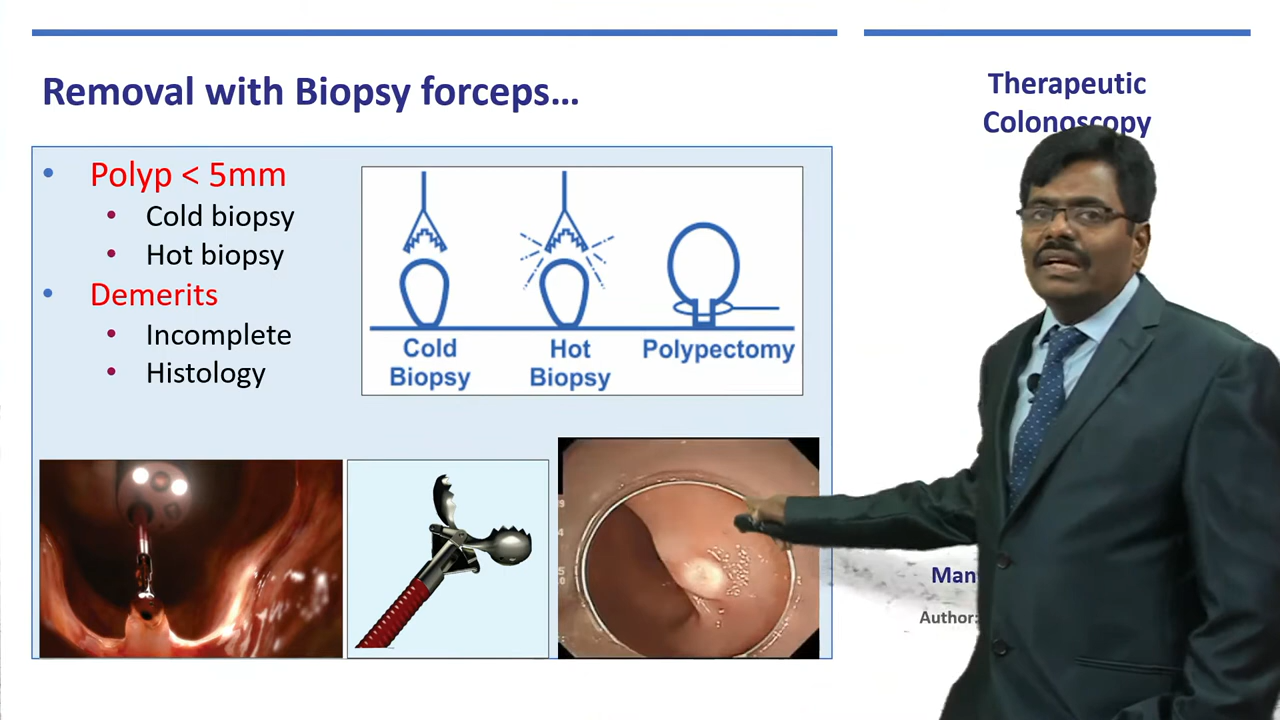 Removal with Biopsy forceps...
Therapeutic
Colonoscopy
• Polyp < 5mm
• Cold biopsy
• Hot biopsy
• Demerits
• Incomplete
• Histology
Cold
Biopsy
Hot
Biopsy
Polypectomy
Author: